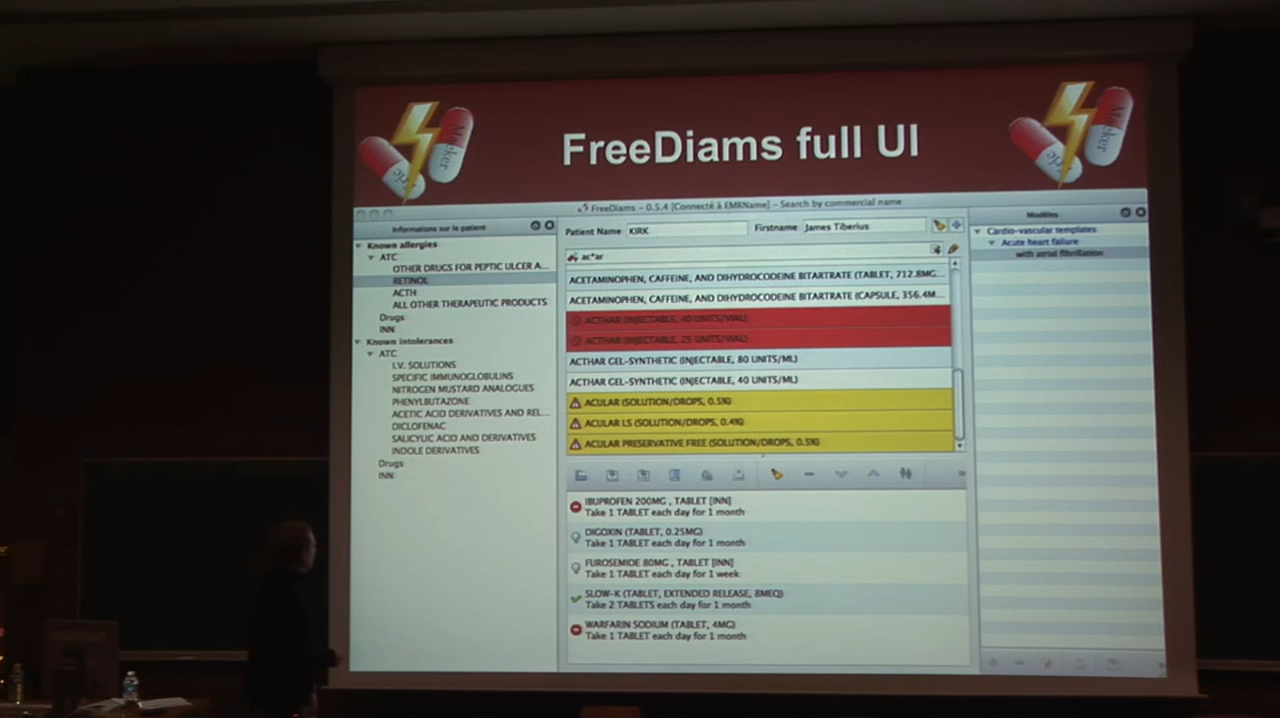 FreeDiams full UI
FreeDiams - 0.5.4 [Connecté à EMRName] - Search by commercial name
Informations sur le patient
Known allergies
ATC
OTHER DRUGS FOR PEPTIC ULCER A...
RETINOL
ACTH
ALL OTHER THERAPEUTIC PRODUCTS
Drugs
INN
Known intolerances
ATC
I.V. SOLUTIONS
SPECIFIC IMMUNOGLOBULINS
NITROGEN MUSTARD ANALOGUES
PHENYLBUTAZONE
ACETIC ACID DERIVATIVES AND REL...
DICLOFENAC
SALICYLIC ACID AND DERIVATIVES
INDOLE DERIVATIVES
Drugs
INN
Patient Name KIRK Firstname James Tiberius
ac*ar
ACETAMINOPHEN, CAFFEINE, AND DIHYDROCODEINE BITARTRATE (TABLET, 712.8MG...
ACETAMINOPHEN, CAFFEINE, AND DIHYDROCODEINE BITARTRATE (CAPSULE, 356.4M...
ACTHAR (INJECTABLE, 40 UNITS/VIAL)
ACTHAR (INJECTABLE, 25 UNITS/VIAL)
ACTHAR GEL-SYNTHETIC (INJECTABLE, 80 UNITS/ML)
ACTHAR GEL-SYNTHETIC (INJECTABLE, 40 UNITS/ML)
ACULAR (SOLUTION/DROPS, 0.5%)
ACULAR LS (SOLUTION/DROPS, 0.4%)
ACULAR PRESERVATIVE FREE (SOLUTION/DROPS, 0.5%)
IBUPROFEN 200MG , TABLET [INN]
Take 1 TABLET each day for 1 month
DIGOXIN (TABLET, 0.25MG)
Take 1 TABLET each day for 1 month
FUROSEMIDE 80MG , TABLET [INN]
Take 1 TABLET each day for 1 week
SLOW-K (TABLET, EXTENDED RELEASE, 8MEQ)
Take 2 TABLETS each day for 1 month
WARFARIN SODIUM (TABLET, 4MG)
Take 1 TABLET each day for 1 month
Modèles
Cardio-vascular templates
Acute heart failure
with atrial fibrillation